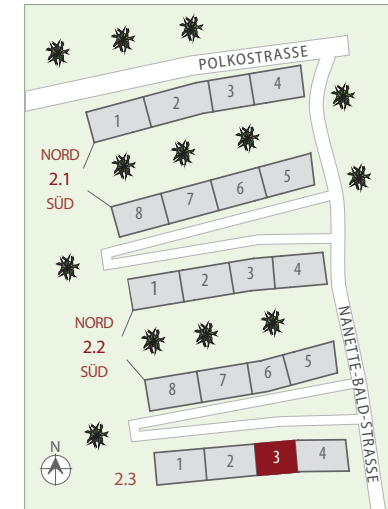 POLKOSTRASSE
1 2 3 4
NORD
2.1
SÜD
8 7 6 5
1 2 3 4
NORD
2.2
SÜD
8 7 6 5
NANETTE-BALD-STRASSE
N
2.3
1 2 3 4